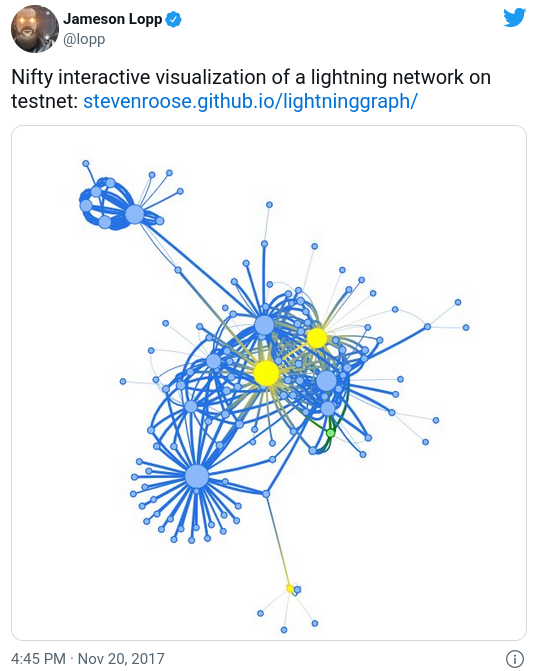 Jameson Lopp
@lopp
Nifty interactive visualization of a lightning network on
testnet: stevenroose.github.io/lightninggraph/
4:45 PM · Nov 20, 2017